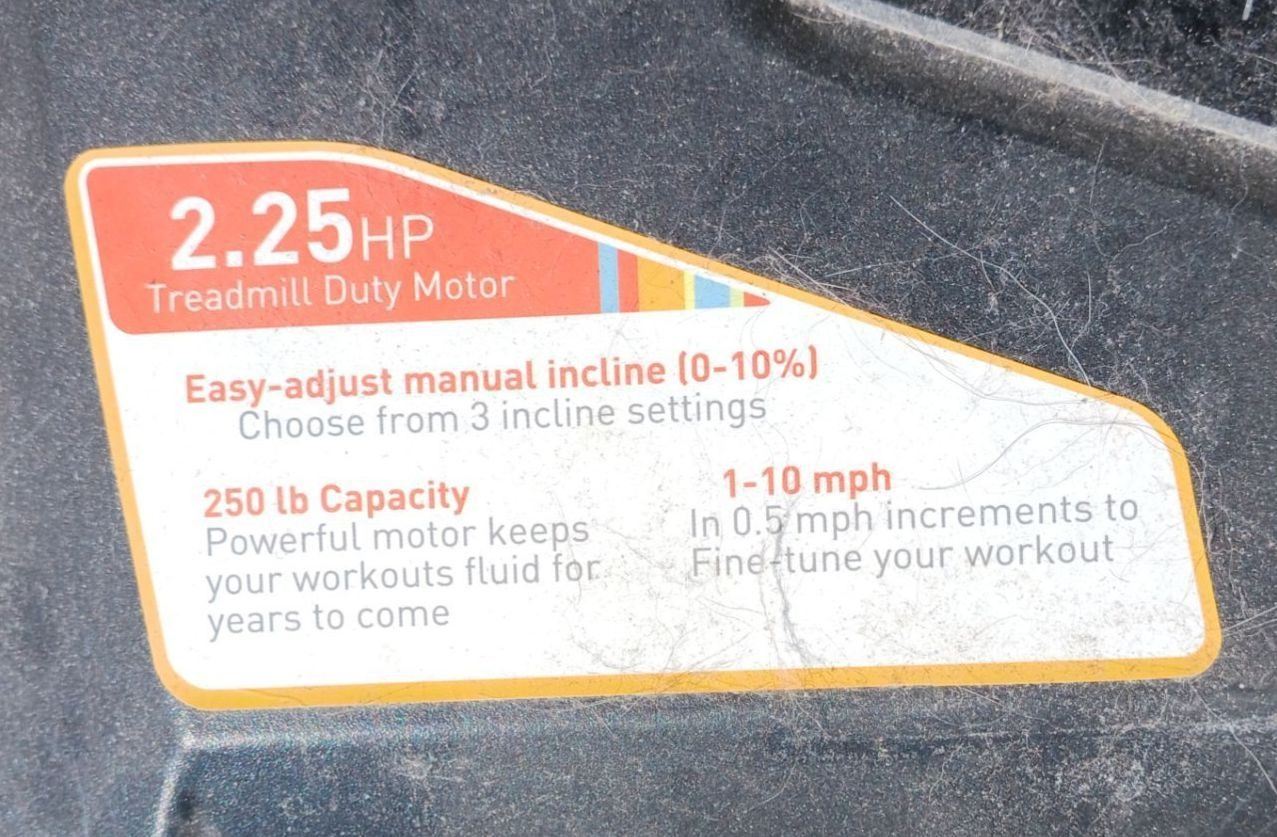 2.25HP
Treadmill Duty Motor
Easy-adjust manual incline (0-10%)
Choose from 3 incline settings
250 lb Capacity
Powerful motor keeps
your workouts fluid for
years to come
1-10 mph
In 0.5 mph increments to
Fine-tune your workout